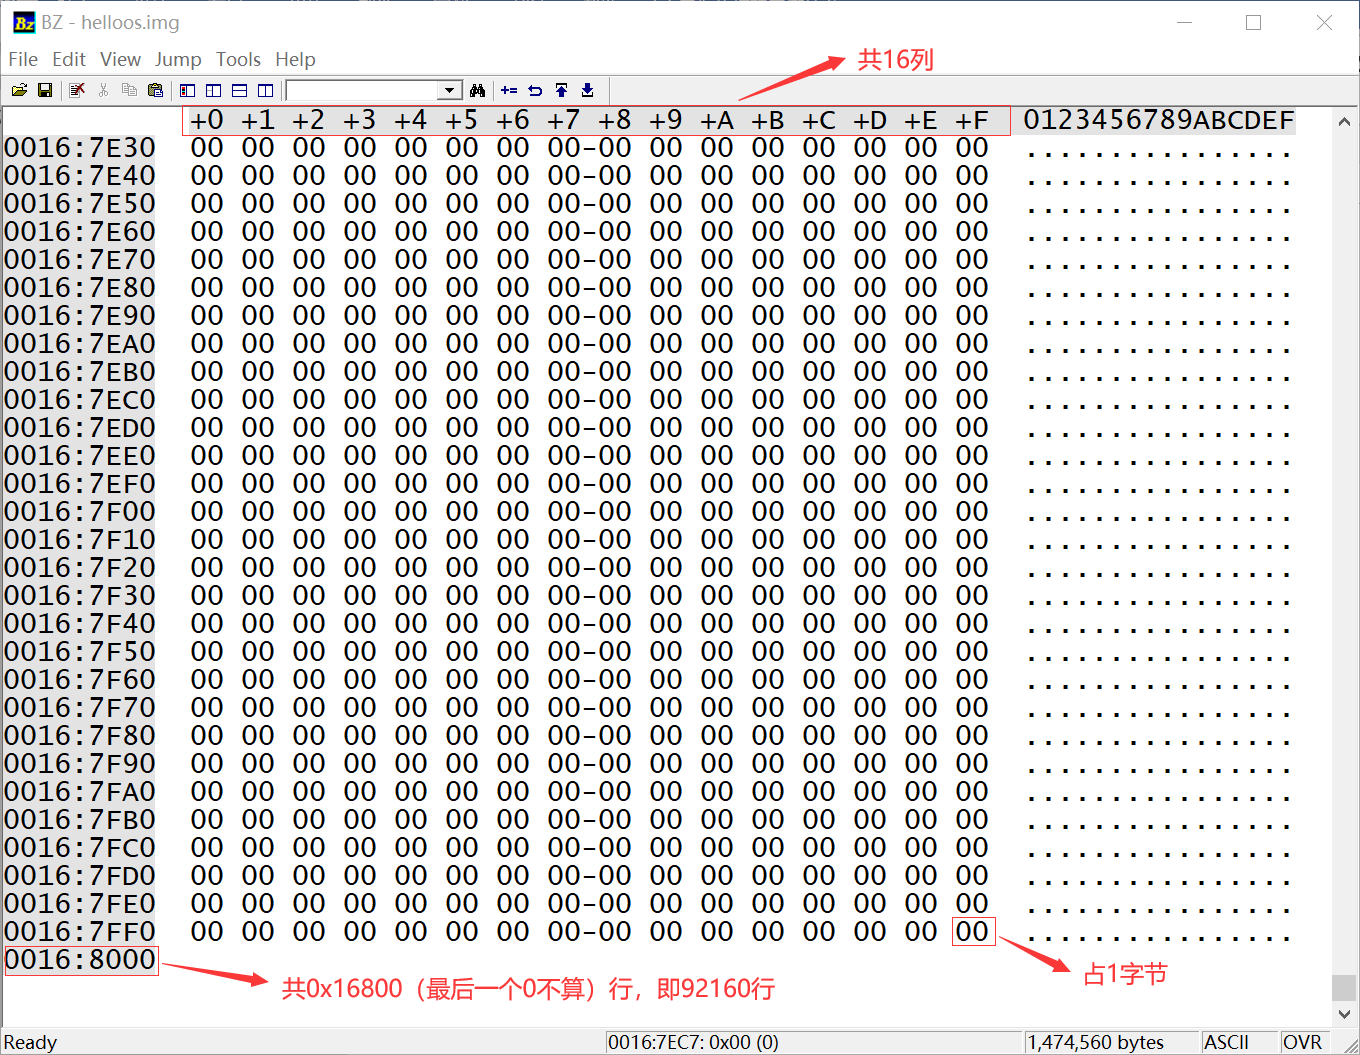 BZ - helloos.img
File Edit View Jump Tools Help
共16列
+0 +1 +2 +3 +4 +5 +6 +7 +8 +9 +A +B +C +D +E +F 0123456789ABCDEF
0016:7E30 00 00 00 00 00 00 00 00-00 00 00 00 00 00 00 00 ................
0016:7E40 00 00 00 00 00 00 00 00-00 00 00 00 00 00 00 00 ................
0016:7E50 00 00 00 00 00 00 00 00-00 00 00 00 00 00 00 00 ................
0016:7E60 00 00 00 00 00 00 00 00-00 00 00 00 00 00 00 00 ................
0016:7E70 00 00 00 00 00 00 00 00-00 00 00 00 00 00 00 00 ................
0016:7E80 00 00 00 00 00 00 00 00-00 00 00 00 00 00 00 00 ................
0016:7E90 00 00 00 00 00 00 00 00-00 00 00 00 00 00 00 00 ................
0016:7EA0 00 00 00 00 00 00 00 00-00 00 00 00 00 00 00 00 ................
0016:7EB0 00 00 00 00 00 00 00 00-00 00 00 00 00 00 00 00 ................
0016:7EC0 00 00 00 00 00 00 00 00-00 00 00 00 00 00 00 00 ................
0016:7ED0 00 00 00 00 00 00 00 00-00 00 00 00 00 00 00 00 ................
0016:7EE0 00 00 00 00 00 00 00 00-00 00 00 00 00 00 00 00 ................
0016:7EF0 00 00 00 00 00 00 00 00-00 00 00 00 00 00 00 00 ................
0016:7F00 00 00 00 00 00 00 00 00-00 00 00 00 00 00 00 00 ................
0016:7F10 00 00 00 00 00 00 00 00-00 00 00 00 00 00 00 00 ................
0016:7F20 00 00 00 00 00 00 00 00-00 00 00 00 00 00 00 00 ................
0016:7F30 00 00 00 00 00 00 00 00-00 00 00 00 00 00 00 00 ................
0016:7F40 00 00 00 00 00 00 00 00-00 00 00 00 00 00 00 00 ................
0016:7F50 00 00 00 00 00 00 00 00-00 00 00 00 00 00 00 00 ................
0016:7F60 00 00 00 00 00 00 00 00-00 00 00 00 00 00 00 00 ................
0016:7F70 00 00 00 00 00 00 00 00-00 00 00 00 00 00 00 00 ................
0016:7F80 00 00 00 00 00 00 00 00-00 00 00 00 00 00 00 00 ................
0016:7F90 00 00 00 00 00 00 00 00-00 00 00 00 00 00 00 00 ................
0016:7FA0 00 00 00 00 00 00 00 00-00 00 00 00 00 00 00 00 ................
0016:7FB0 00 00 00 00 00 00 00 00-00 00 00 00 00 00 00 00 ................
0016:7FC0 00 00 00 00 00 00 00 00-00 00 00 00 00 00 00 00 ................
0016:7FD0 00 00 00 00 00 00 00 00-00 00 00 00 00 00 00 00 ................
0016:7FE0 00 00 00 00 00 00 00 00-00 00 00 00 00 00 00 00 ................
0016:7FF0 00 00 00 00 00 00 00 00-00 00 00 00 00 00 00 00 ................
0016:8000
占1字节
共0x16800（最后一个0不算）行，即92160行
Ready 0016:7EC7: 0x00 (0) 1,474,560 bytes ASCII OVR